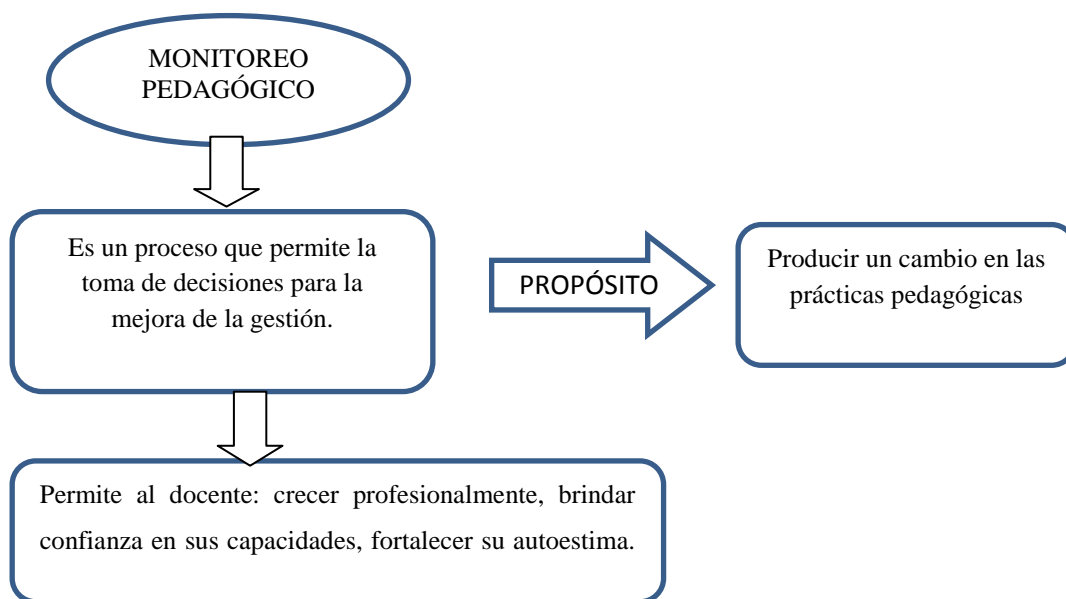 MONITOREO
PEDAGÓGICO
Es un proceso que permite la
toma de decisiones para la
mejora de la gestión.
PROPÓSITO
Producir un cambio en las
prácticas pedagógicas
Permite al docente: crecer profesionalmente, brindar
confianza en sus capacidades, fortalecer su autoestima.